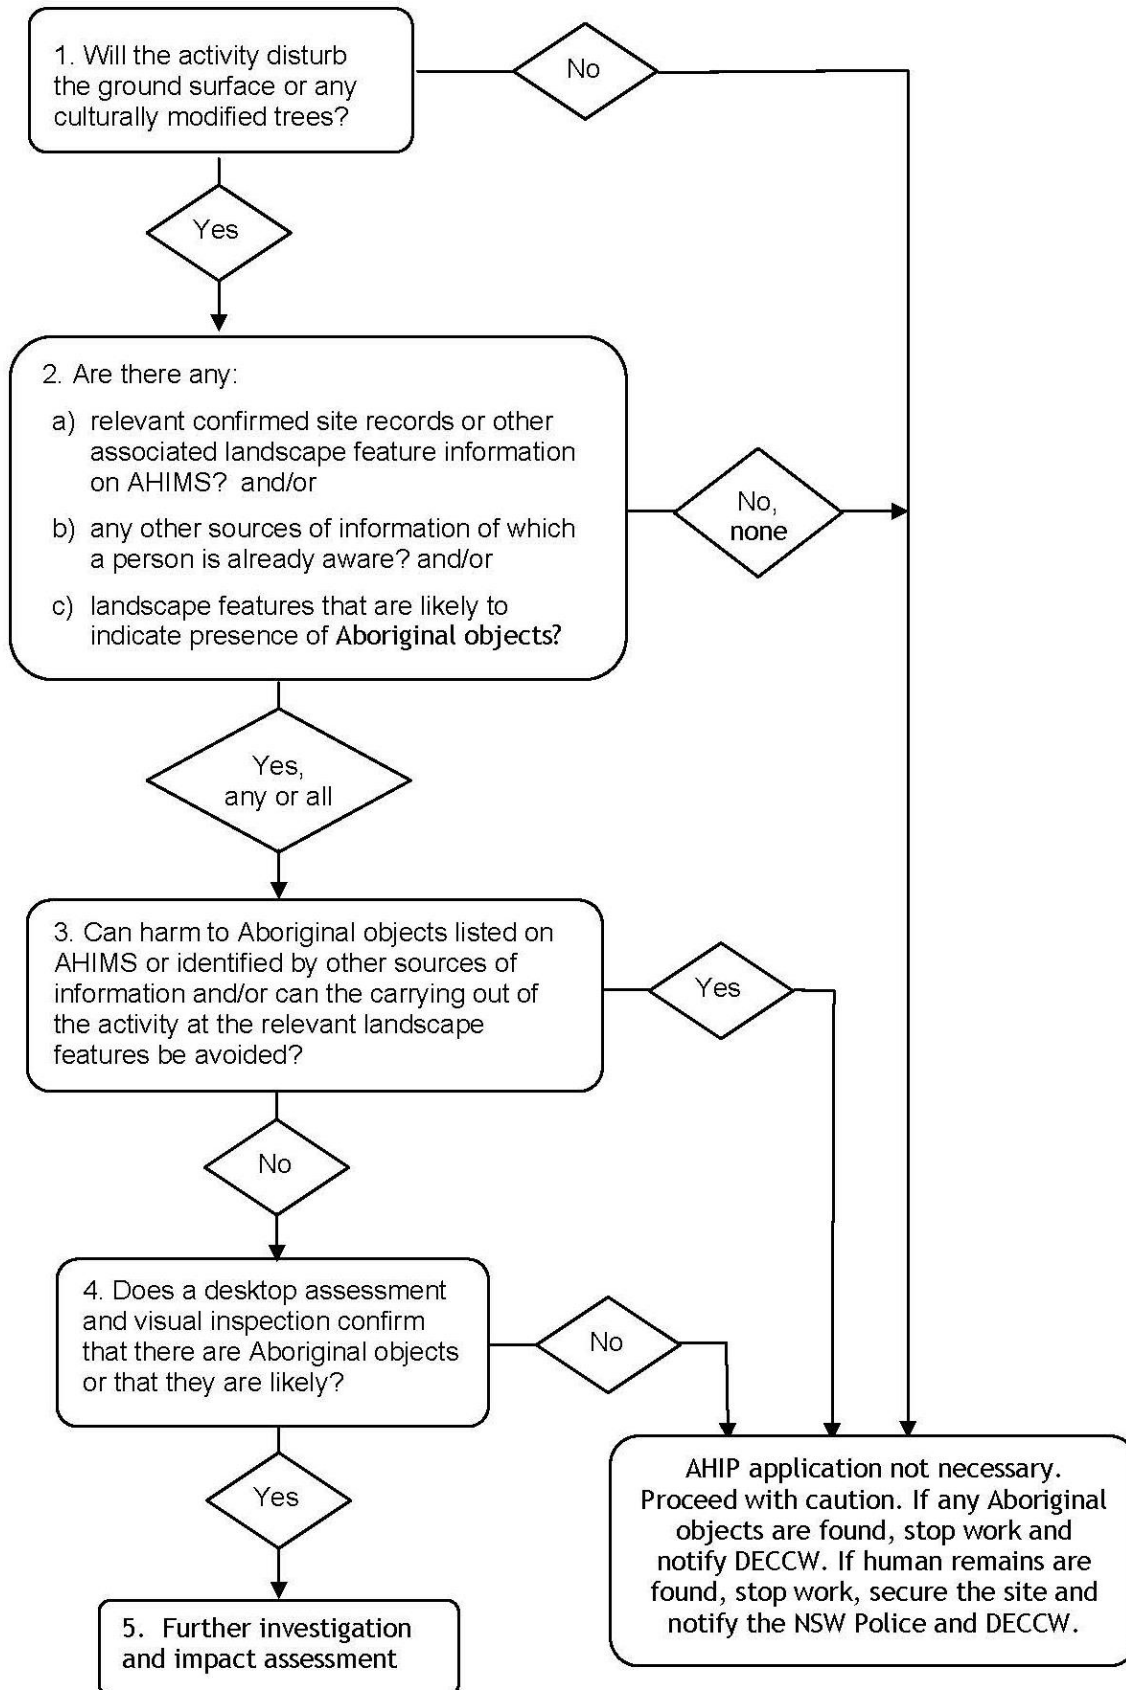 1. Will the activity disturb
the ground surface or any
culturally modified trees?
No
Yes
2. Are there any:
a) relevant confirmed site records or other
associated landscape feature information
on AHIMS? and/or
b) any other sources of information of which
a person is already aware? and/or
c) landscape features that are likely to
indicate presence of Aboriginal objects?
No,
none
Yes,
any or all
3. Can harm to Aboriginal objects listed on
AHIMS or identified by other sources of
information and/or can the carrying out of
the activity at the relevant landscape
features be avoided?
Yes
No
4. Does a desktop assessment
and visual inspection confirm
that there are Aboriginal objects
or that they are likely?
No
Yes
5. Further investigation
and impact assessment
AHIP application not necessary.
Proceed with caution. If any Aboriginal
objects are found, stop work and
notify DECCW. If human remains are
found, stop work, secure the site and
notify the NSW Police and DECCW.